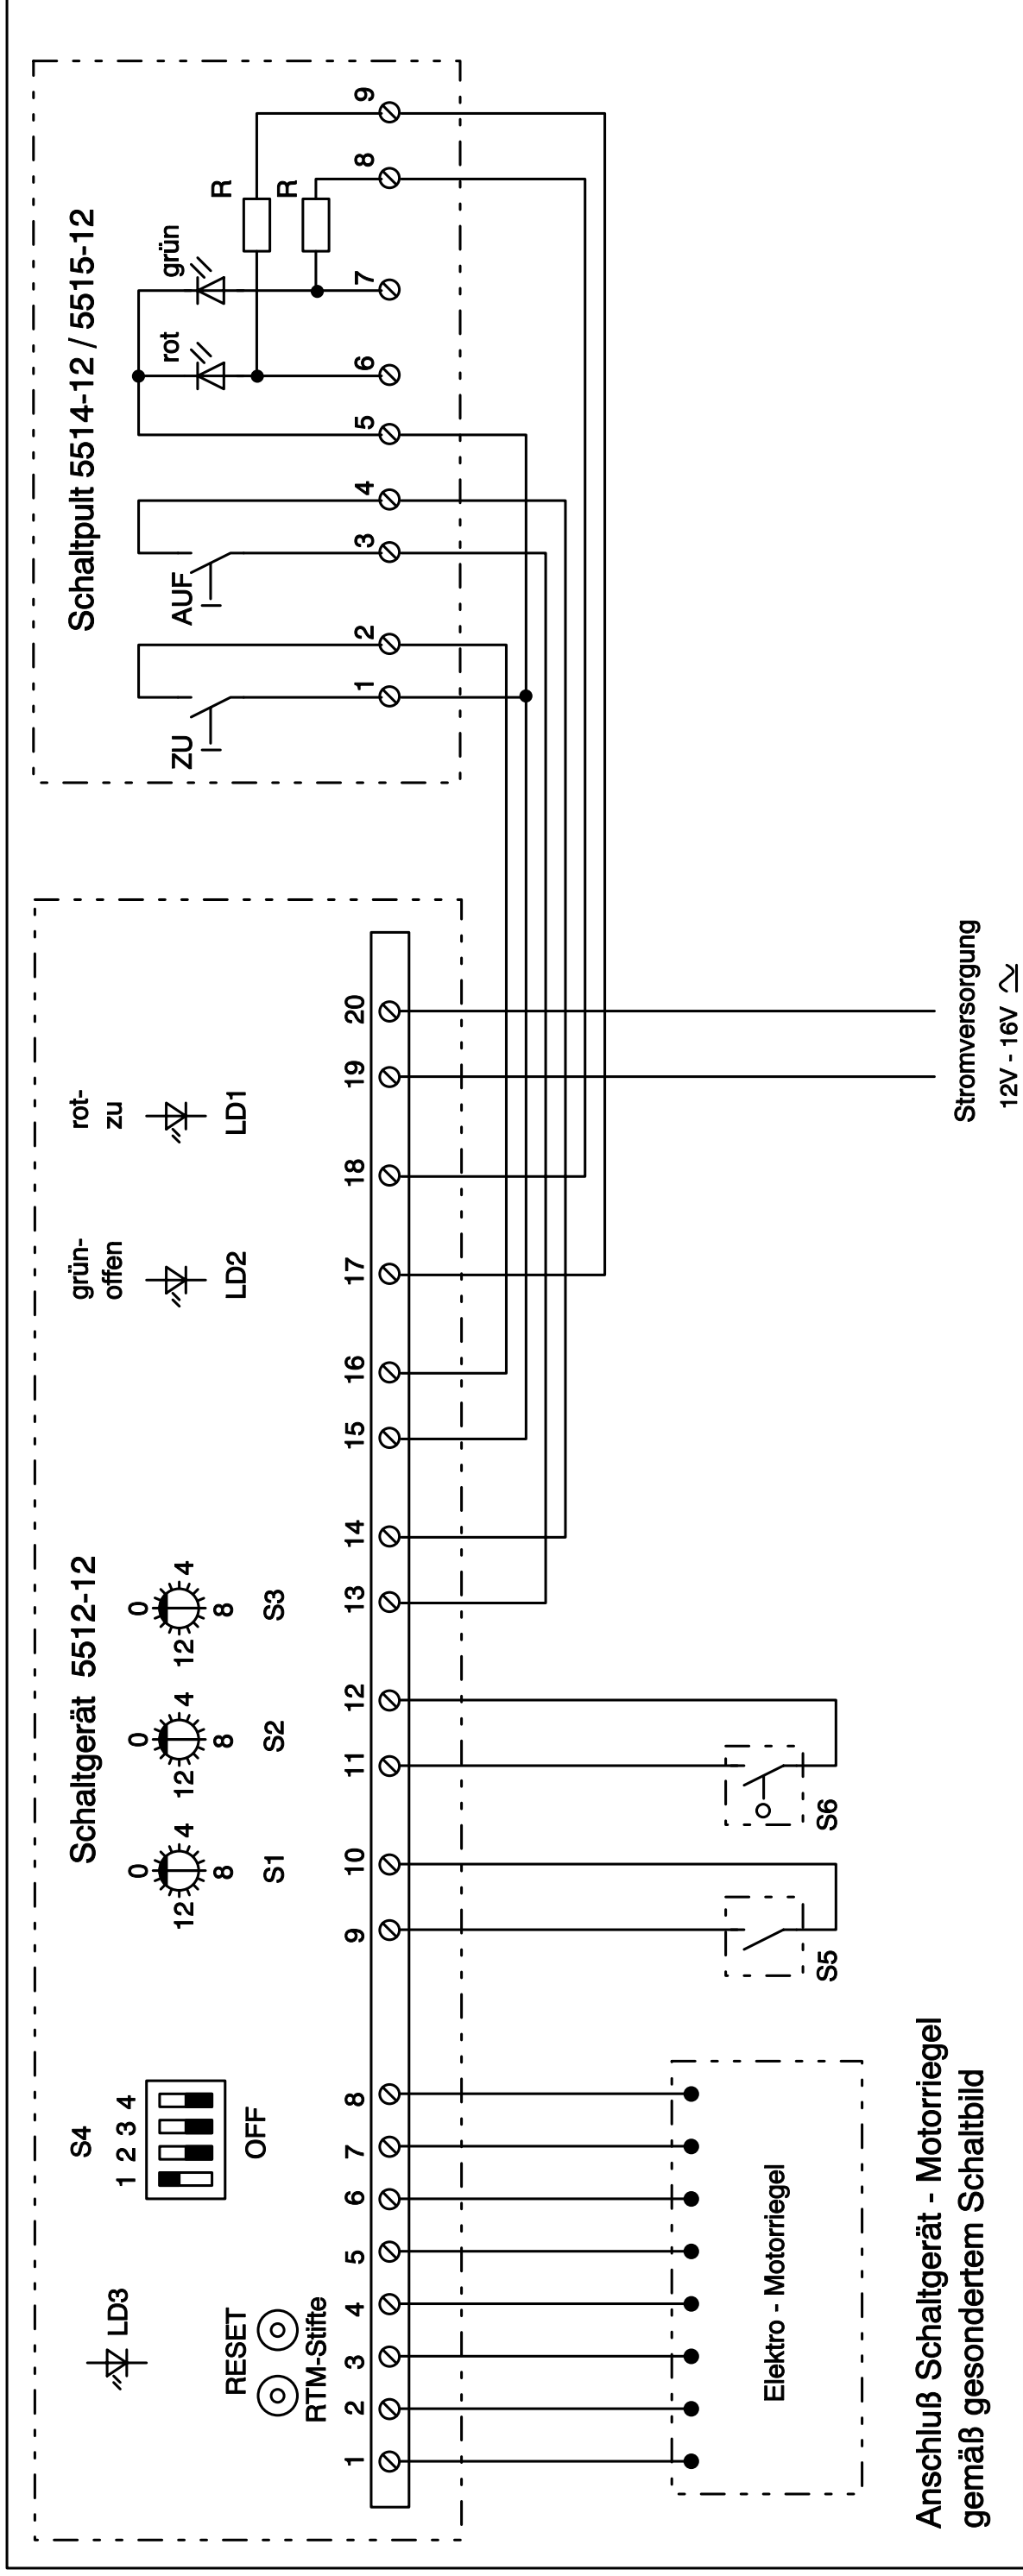 Schaltgerät 5512-12
Schaltpult 5514-12 / 5515-12
LD3
S4
1 2 3 4
OFF
RESET
RTM-Stifte
0
4
8
12
S1
0
4
8
12
S2
0
4
8
12
S3
grün-
offen
LD2
rot-
zu
LD1
1 2 3 4 5 6 7 8 9 10 11 12 13 14 15 16 17 18 19 20
ZU
AUF
rot
grün
R
R
1 2 3 4 5 6 7 8 9
Elektro - Motorriegel
S5
S6
Stromversorgung
12V - 16V
Anschluß Schaltgerät - Motorriegel
gemäß gesondertem Schaltbild